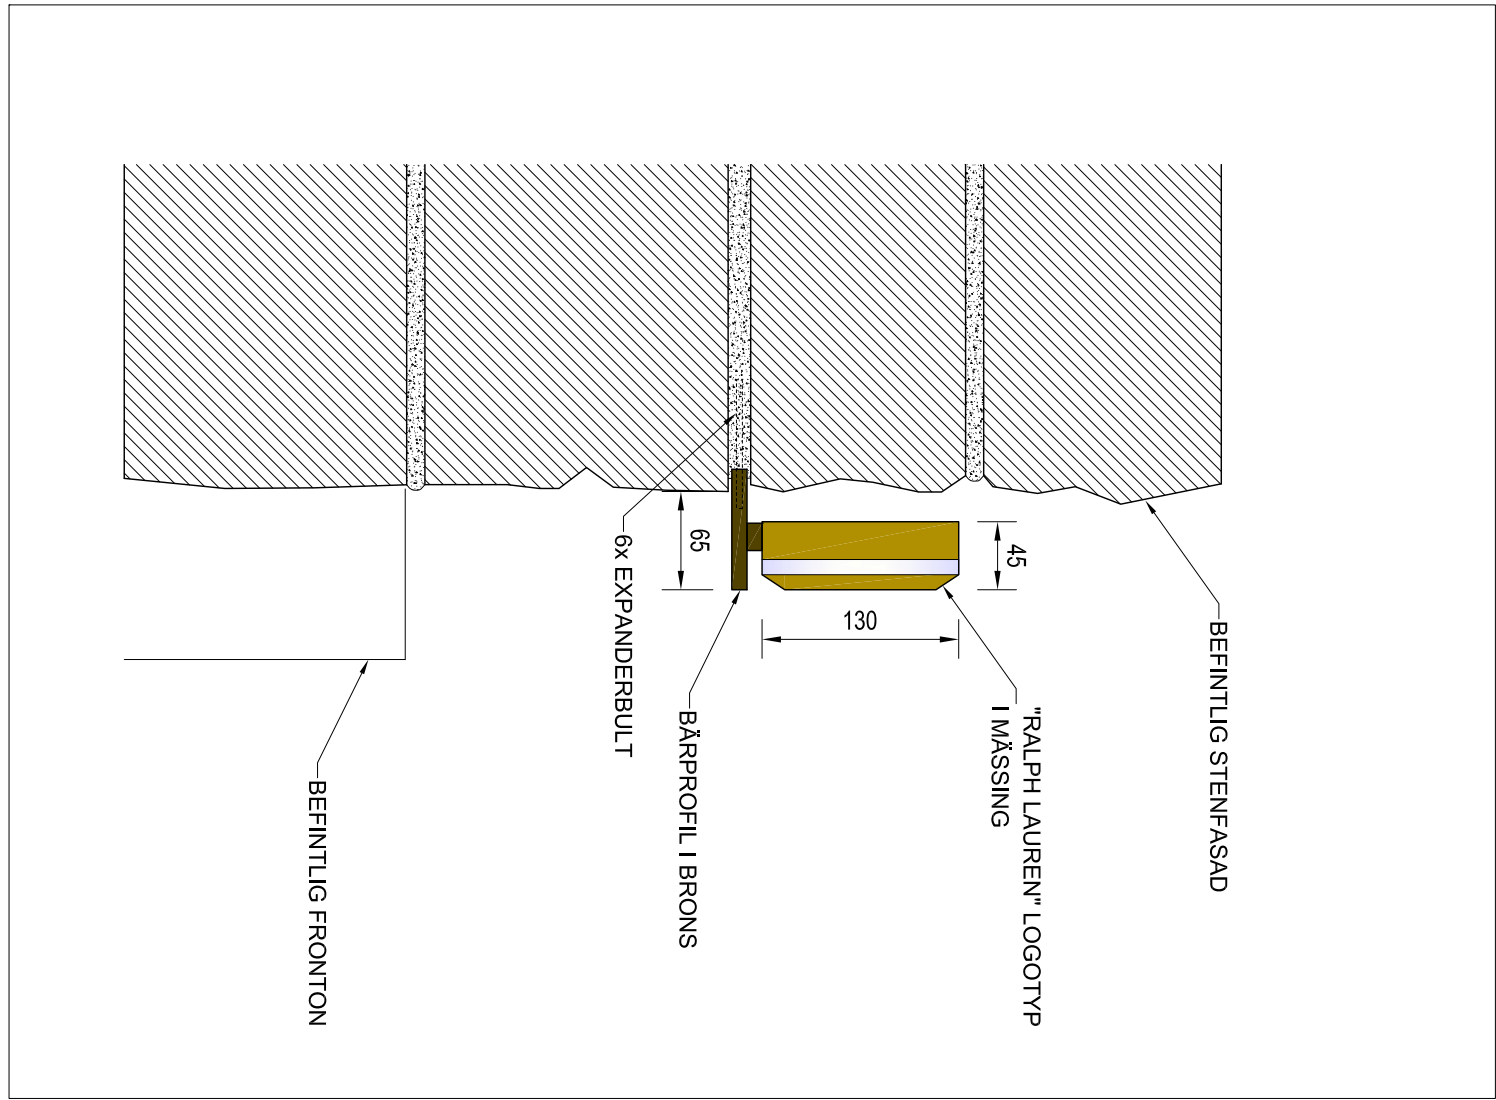 BEFINTLIG STENFASAD
"RALPH LAUREN" LOGOTYP
I MÄSSING
45
130
65
BÄRPROFIL I BRONS
6x EXPANDERBULT
BEFINTLIG FRONTON